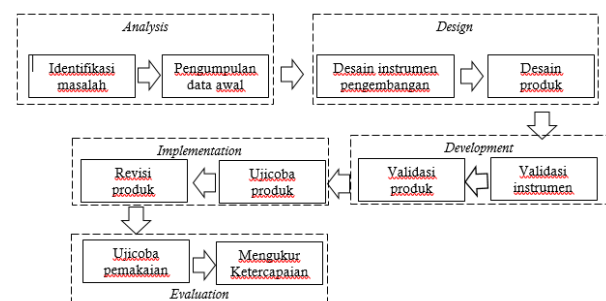 Analysis
Identifikasi
masalah
Pengumpulan
data awal
Design
Desain instrumen
pengembangan
Desain
produk
Development
Validasi
instrumen
Validasi
produk
Implementation
Ujicoba
produk
Revisi
produk
Ujicoba
pemakaian
Mengukur
Ketercapaian
Evaluation